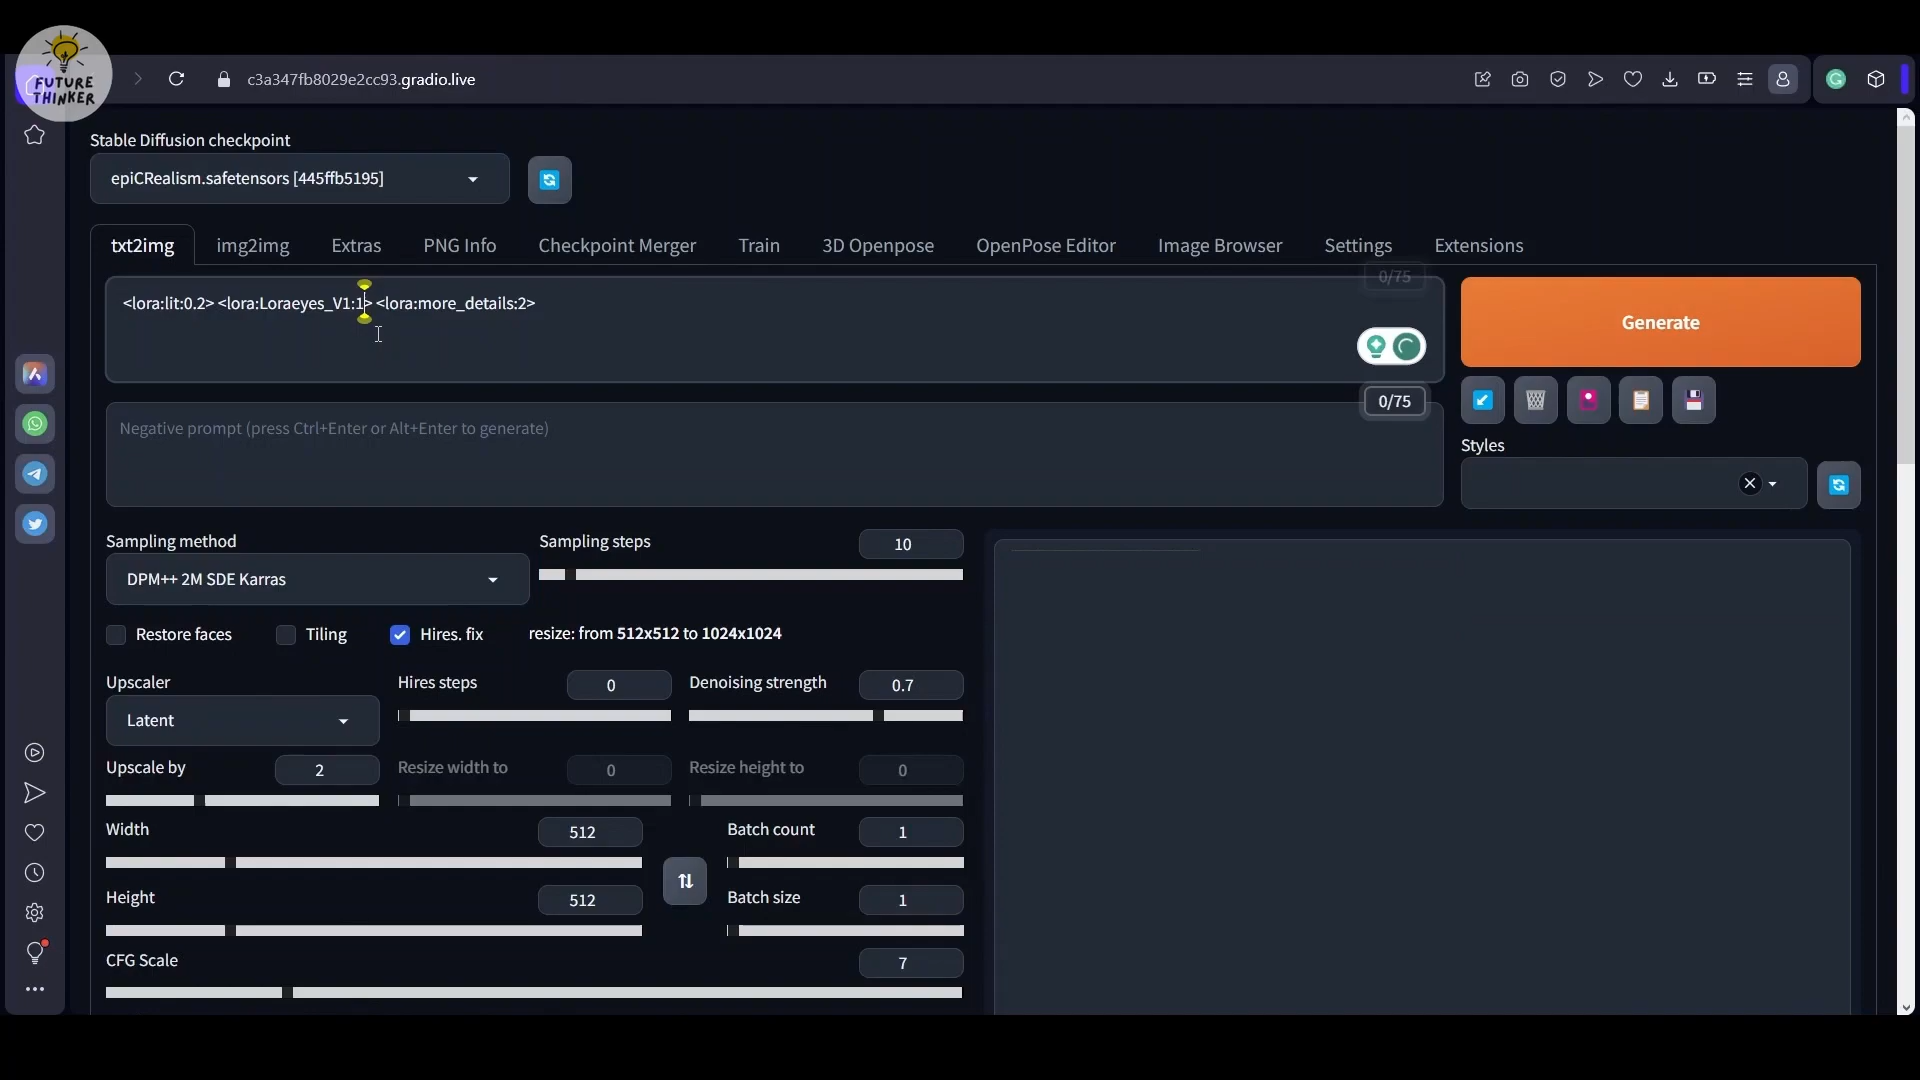 FUTURE
THINKER
c3a347fb8029e2cc93.gradio.live
Stable Diffusion checkpoint
epiCRealism.safetensors [445ffb5195]
txt2img
img2img
Extras
PNG Info
Checkpoint Merger
Train
3D Openpose
OpenPose Editor
Image Browser
Settings
Extensions
0/75
<lora:lit:0.2> <lora:Loraeyes_V1:1> <lora:more_details:2>
Generate
0/75
Negative prompt (press Ctrl+Enter or Alt+Enter to generate)
Styles
Sampling method
Sampling steps
10
DPM++ 2M SDE Karras
Restore faces
Tiling
Hires. fix
resize: from 512x512 to 1024x1024
Upscaler
Hires steps
0
Denoising strength
0.7
Latent
Upscale by
2
Resize width to
0
Resize height to
0
Width
512
Batch count
1
Height
512
Batch size
1
CFG Scale
7